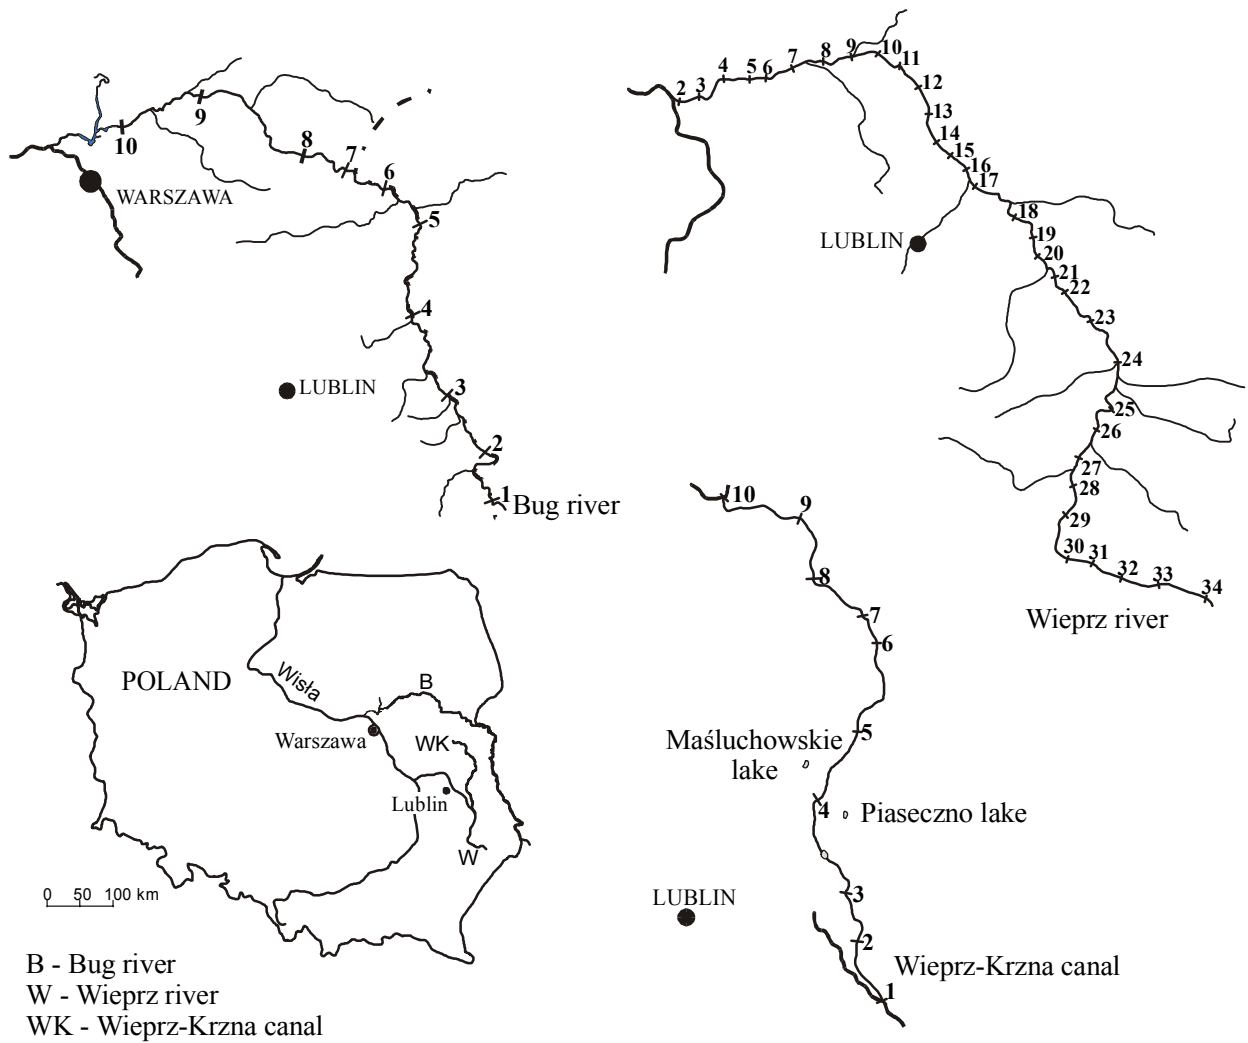 9
10
8
7
6
WARSZAWA
5
4
LUBLIN
3
2
1
Bug river
2
3
4
5
6
7
8
9
10
11
12
13
14
15
16
17
18
LUBLIN
19
20
21
22
23
24
25
26
27
28
29
30
31
32
33
34
Wieprz river
POLAND
Wisła
B
Warszawa
WK
Lublin
W
0 50 100 km
B - Bug river
W - Wieprz river
WK - Wieprz-Krzna canal
10
9
8
7
6
5
Maśluchowskie
lake
4
Piaseczno lake
3
LUBLIN
2
Wieprz-Krzna canal
1